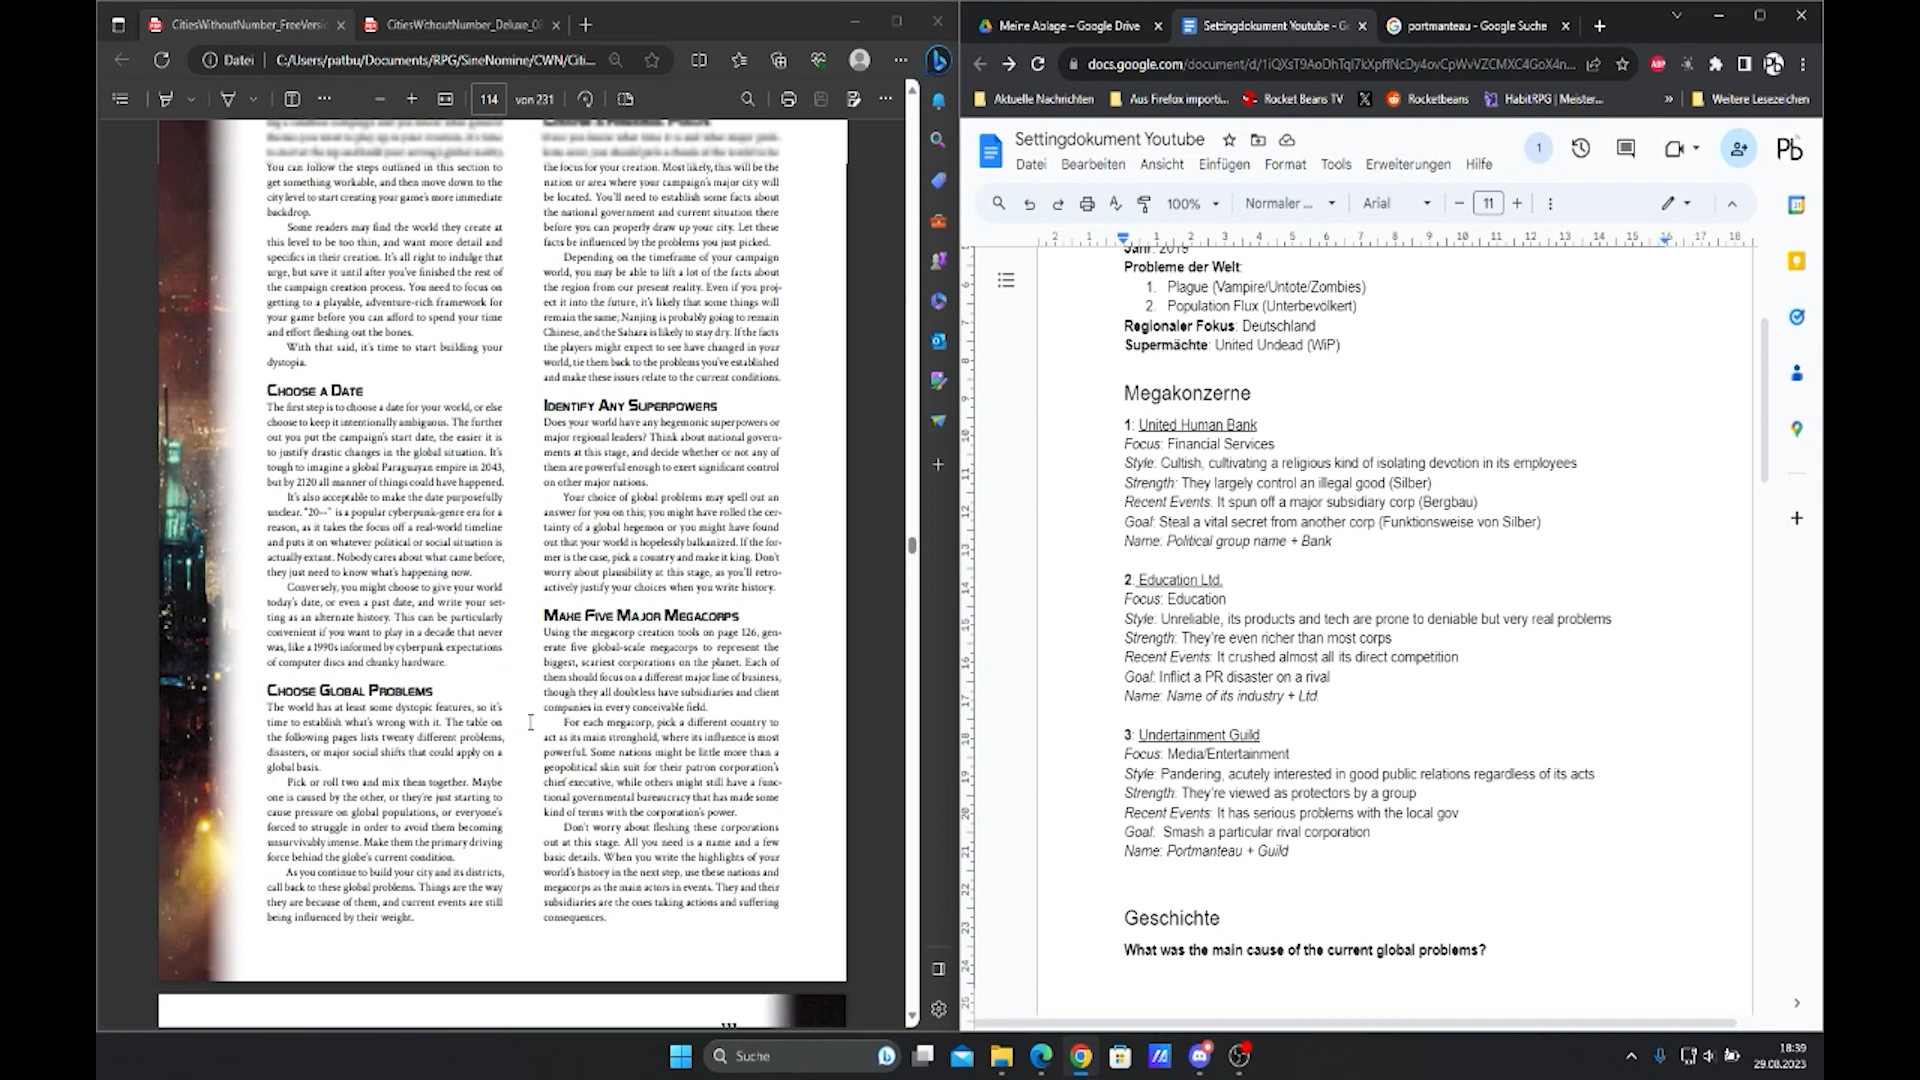 CitiesWithoutNumber_FreeVersi
CitiesWithoutNumber_Deluxe_08
Datei
C:/Users/patbu/Documents/RPG/SineNomine/CWN/Citi...
114 von 231
You can follow the steps outlined in this section to
get something workable, and then move down to the
city level to start creating your game's more immediate
backdrop.
Some readers may find the world they create at
this level to be too thin, and want more detail and
specifics in their creation. It's all right to indulge that
urge, but save it until after you've finished the rest of
the campaign creation process. You need to focus on
getting to a playable, adventure-rich framework for
your game before you can afford to spend your time
and effort fleshing out the bones.
With that said, it's time to start building your
dystopia.
Choose a Date
The first step is to choose a date for your world, or else
choose to keep it intentionally ambiguous. The further
out you put the campaign's start date, the easier it is
to justify drastic changes in the global situation. It's
tough to imagine a global Paraguayan empire in 2043,
but by 2120 all manner of things could have happened.
It's also acceptable to make the date purposefully
unclear. "20--" is a popular cyberpunk-genre era for a
reason, as it takes the focus off a real-world timeline
and puts it on whatever political or social situation is
actually extant. Nobody cares about what came before,
they just need to know what's happening now.
Conversely, you might choose to give your world
today's date, or even a past date, and write your set-
ting as an alternate history. This can be particularly
convenient if you want to play in a decade that never
was, like a 1990s informed by cyberpunk expectations
of computer discs and chunky hardware.
Choose Global Problems
The world has at least some dystopic features, so it's
time to establish what's wrong with it. The table on
the following pages lists twenty different problems,
disasters, or major social shifts that could apply on a
global basis.
Pick or roll two and mix them together. Maybe
one is caused by the other, or they're just starting to
cause pressure on global populations, or everyone's
forced to struggle in order to avoid them becoming
unsurvivably intense. Make them the primary driving
force behind the globe's current condition.
As you continue to build your city and its districts,
call back to these global problems. Things are the way
they are because of them, and current events are still
being influenced by their weight.
the focus for your creation. Most likely, this will be the
nation or area where your campaign's major city will
be located. You'll need to establish some facts about
the national government and current situation there
before you can properly draw up your city. Let these
facts be influenced by the problems you just picked.
Depending on the timeframe of your campaign
world, you may be able to lift a lot of the facts about
the region from our present reality. Even if you proj-
ect it into the future, it's likely that some things will
remain the same; Nanjing is probably going to remain
Chinese, and the Sahara is likely to stay dry. If the facts
the players might expect to see have changed in your
world, tie them back to the problems you've established
and make these issues relate to the current conditions.
Identify Any Superpowers
Does your world have any hegemonic superpowers or
major regional leaders? Think about national govern-
ments at this stage, and decide whether or not any of
them are powerful enough to exert significant control
on other major nations.
Your choice of global problems may spell out an
answer for you on this; you might have rolled the cer-
tainty of a global hegemon or you might have found
out that your world is hopelessly balkanized. If the for-
mer is the case, pick a country and make it king. Don't
worry about plausibility at this stage, as you'll retro-
actively justify your choices when you write history.
Make Five Major Megacorps
Using the megacorp creation tools on page 126, gen-
erate five global-scale megacorps to represent the
biggest, scariest corporations on the planet. Each of
them should focus on a different major line of business,
though they all doubtless have subsidiaries and client
companies in every conceivable field.
For each megacorp, pick a different country to
act as its main stronghold, where its influence is most
powerful. Some nations might be little more than a
geopolitical skin suit for their patron corporation's
chief executive, while others might still have a func-
tional governmental bureaucracy that has made some
kind of terms with the corporation's power.
Don't worry about fleshing these corporations
out at this stage. All you need is a name and a few
basic details. When you write the highlights of your
world's history in the next step, use these nations and
megacorps as the main actors in events. They and their
subsidiaries are the ones taking actions and suffering
consequences.
Meine Ablage – Google Drive
Settingdokument Youtube - G
portmanteau - Google Suche
docs.google.com/document/d/1iQXsT9AoDhTqI7kXpffNcDy4ovCpWvVZCMXC4GoX4n...
Aktuelle Nachrichten
Aus Firefox importi...
Rocket Beans TV
Rocketbeans
HabitRPG | Meister...
»
Weitere Lesezeichen
Settingdokument Youtube
Datei Bearbeiten Ansicht Einfügen Format Tools Erweiterungen Hilfe
1
Pb
100% Normaler ... Arial 11
2 1 1 2 3 4 5 6 7 8 9 10 11 12 13 14 15 16 17 18
Jahr: 2019
Probleme der Welt:
1. Plague (Vampire/Untote/Zombies)
2. Population Flux (Unterbevölkert)
Regionaler Fokus: Deutschland
Supermächte: United Undead (WiP)
Megakonzerne
1: United Human Bank
Focus: Financial Services
Style: Cultish, cultivating a religious kind of isolating devotion in its employees
Strength: They largely control an illegal good (Silber)
Recent Events: It spun off a major subsidiary corp (Bergbau)
Goal: Steal a vital secret from another corp (Funktionsweise von Silber)
Name: Political group name + Bank
2: Education Ltd.
Focus: Education
Style: Unreliable, its products and tech are prone to deniable but very real problems
Strength: They're even richer than most corps
Recent Events: It crushed almost all its direct competition
Goal: Inflict a PR disaster on a rival
Name: Name of its industry + Ltd.
3: Undertainment Guild
Focus: Media/Entertainment
Style: Pandering, acutely interested in good public relations regardless of its acts
Strength: They're viewed as protectors by a group
Recent Events: It has serious problems with the local gov
Goal: Smash a particular rival corporation
Name: Portmanteau + Guild
Geschichte
What was the main cause of the current global problems?
Suche
18:39
29.08.2023